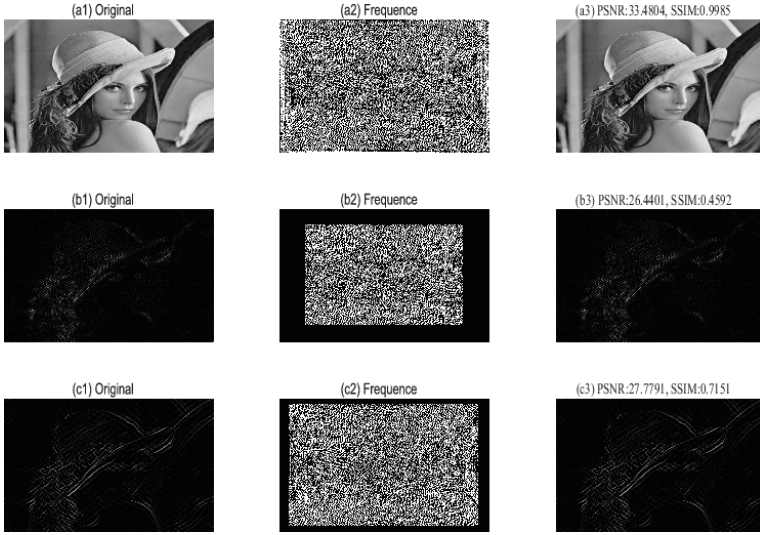 (a1) Original
(a2) Frequence
(a3) PSNR:33.4804, SSIM:0.9985
(b1) Original
(b2) Frequence
(b3) PSNR:26.4401, SSIM:0.4592
(c1) Original
(c2) Frequence
(c3) PSNR:27.7791, SSIM:0.7151